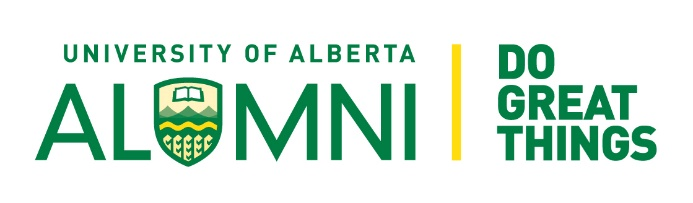 UNIVERSITY OF ALBERTA
ALUMNI
DO
GREAT
THINGS